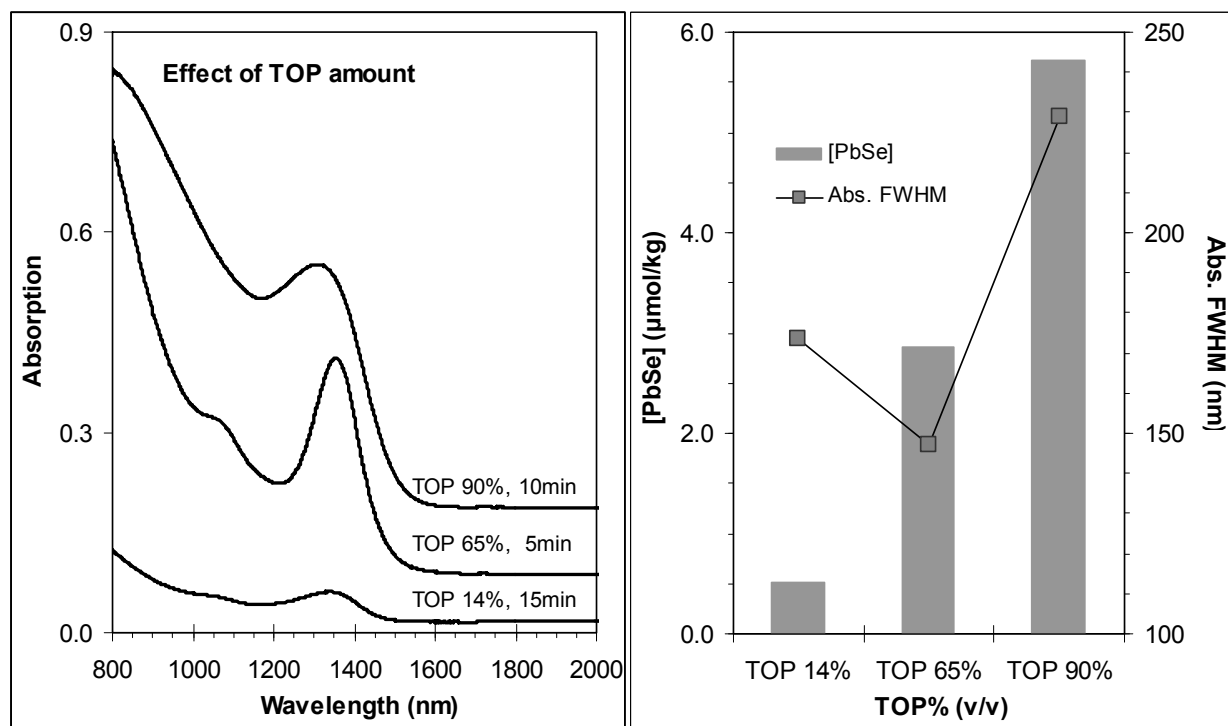 0.9
0.6
0.3
0.0
Absorption
Effect of TOP amount
TOP 90%, 10min
TOP 65%, 5min
TOP 14%, 15min
800 1000 1200 1400 1600 1800 2000
Wavelength (nm)
6.0
4.0
2.0
0.0
[PbSe] (µmol/kg)
[PbSe]
Abs. FWHM
250
200
150
100
Abs. FWHM
(nm)
TOP 14% TOP 65% TOP 90%
TOP% (v/v)